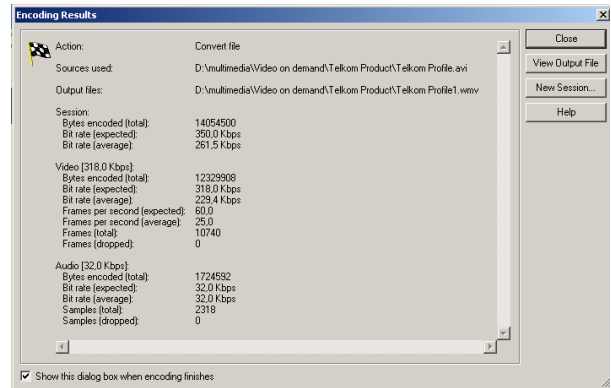 Encoding Results
Action: Convert file
Sources used: D:\multimedia\Video on demand\Telkom Product\Telkom Profile.avi
Output files: D:\multimedia\Video on demand\Telkom Product\Telkom Profile1.wmv
Session:
Bytes encoded (total): 14054500
Bit rate (expected): 350,0 Kbps
Bit rate (average): 261,5 Kbps
Video [318,0 Kbps]:
Bytes encoded (total): 12329908
Bit rate (expected): 318,0 Kbps
Bit rate (average): 229,4 Kbps
Frames per second (expected): 60,0
Frames per second (average): 25,0
Frames (total): 10740
Frames (dropped): 0
Audio [32,0 Kbps]:
Bytes encoded (total): 1724592
Bit rate (expected): 32,0 Kbps
Bit rate (average): 32,0 Kbps
Samples (total): 2318
Samples (dropped): 0
Show this dialog box when encoding finishes
Close
View Output File
New Session...
Help